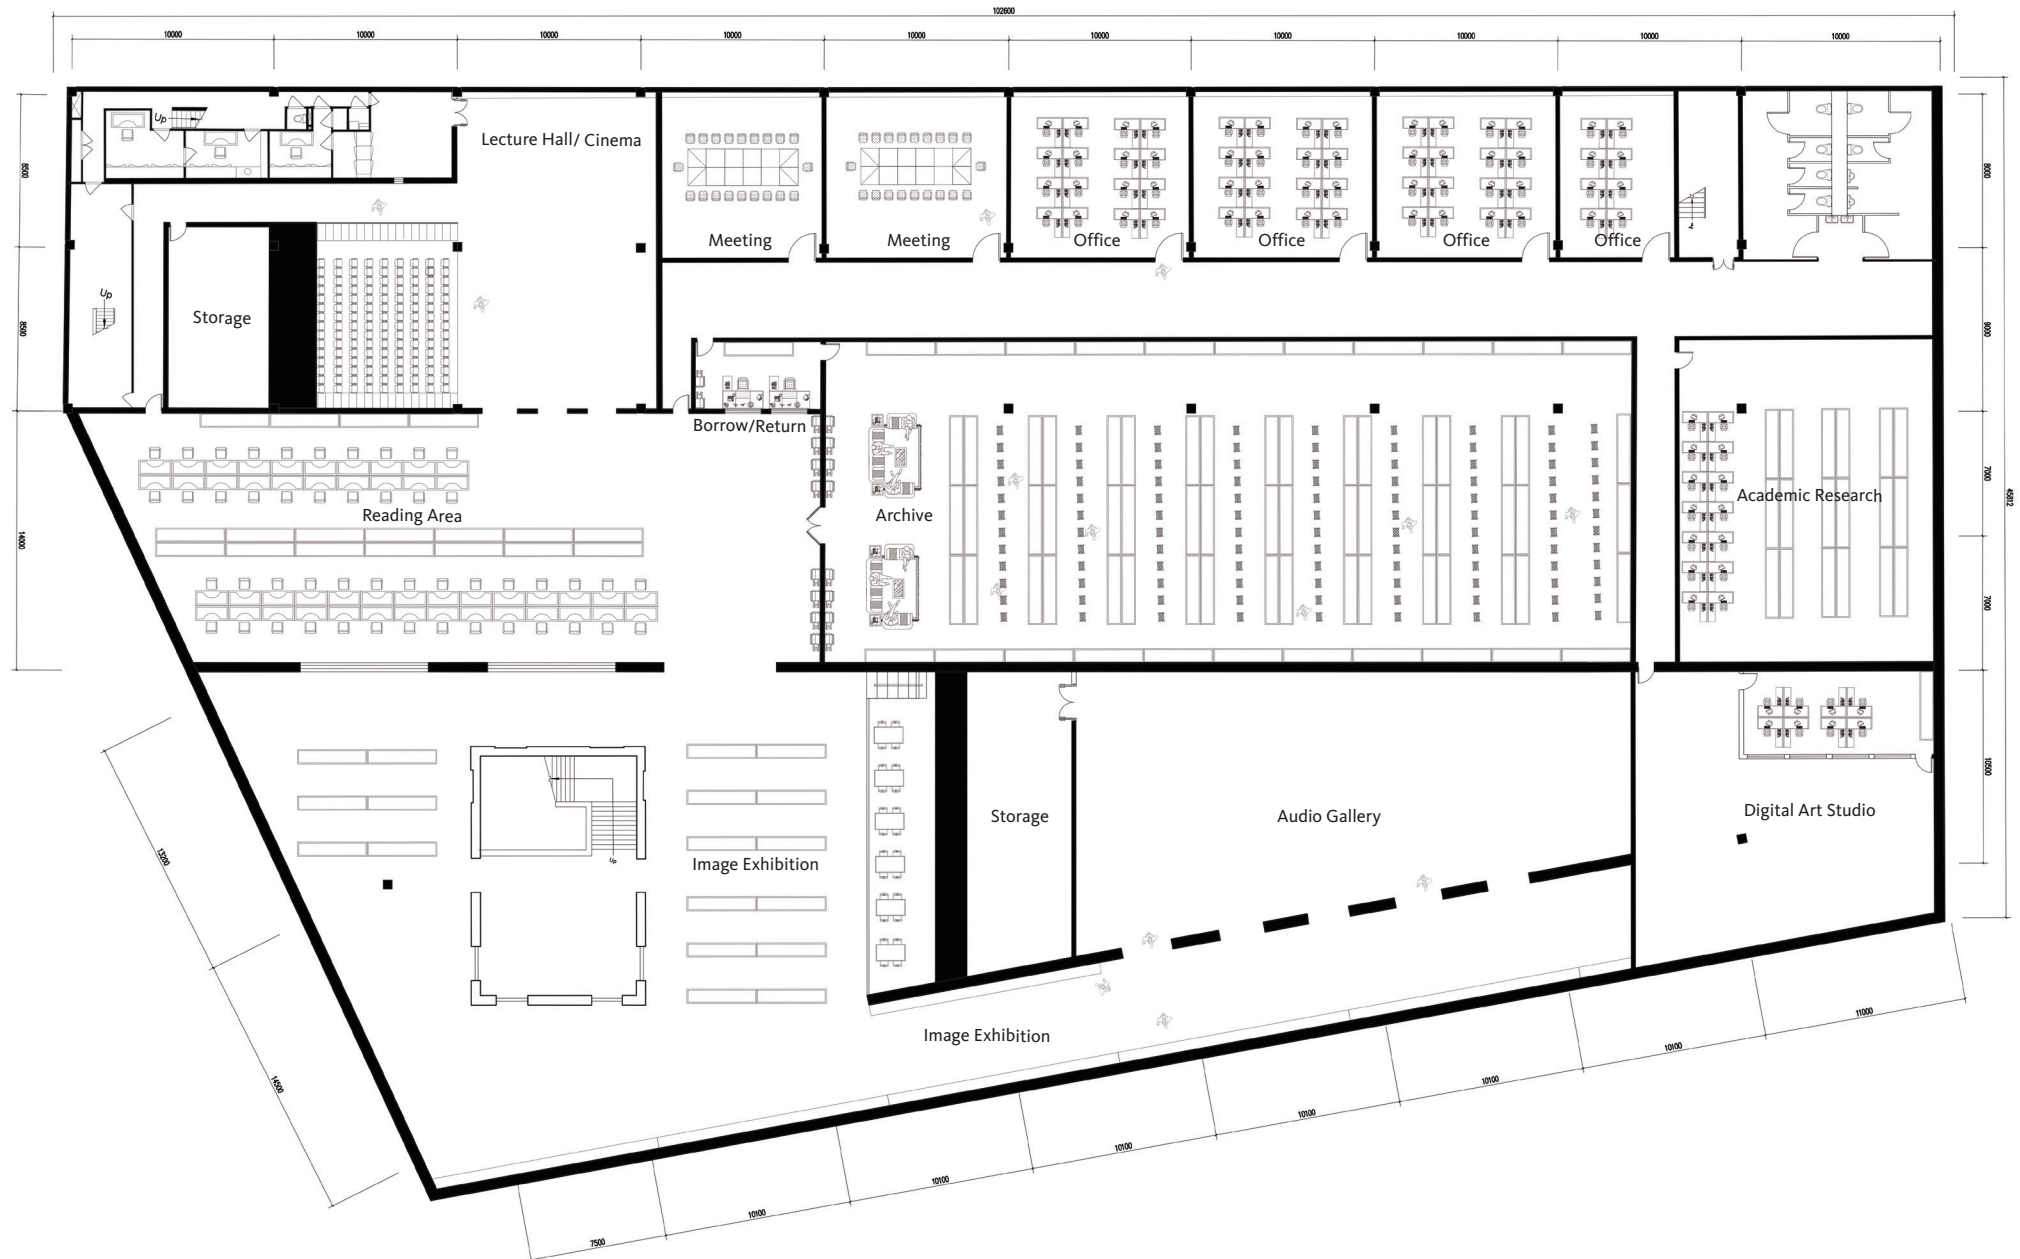 102600
10000 10000 10000 10000 10000 10000 10000 10000 10000 10000
Up
Lecture Hall/ Cinema
8500
8000
Meeting
Meeting
Office
Office
Office
Office
Up
Storage
8500
9000
Borrow/Return
Reading Area
Archive
Academic Research
7000
45812
14000
7000
10500
Storage
Audio Gallery
Digital Art Studio
13200
Up
Image Exhibition
Image Exhibition
14500
11000
10100
10100
10100
10100
10100
10100
7500